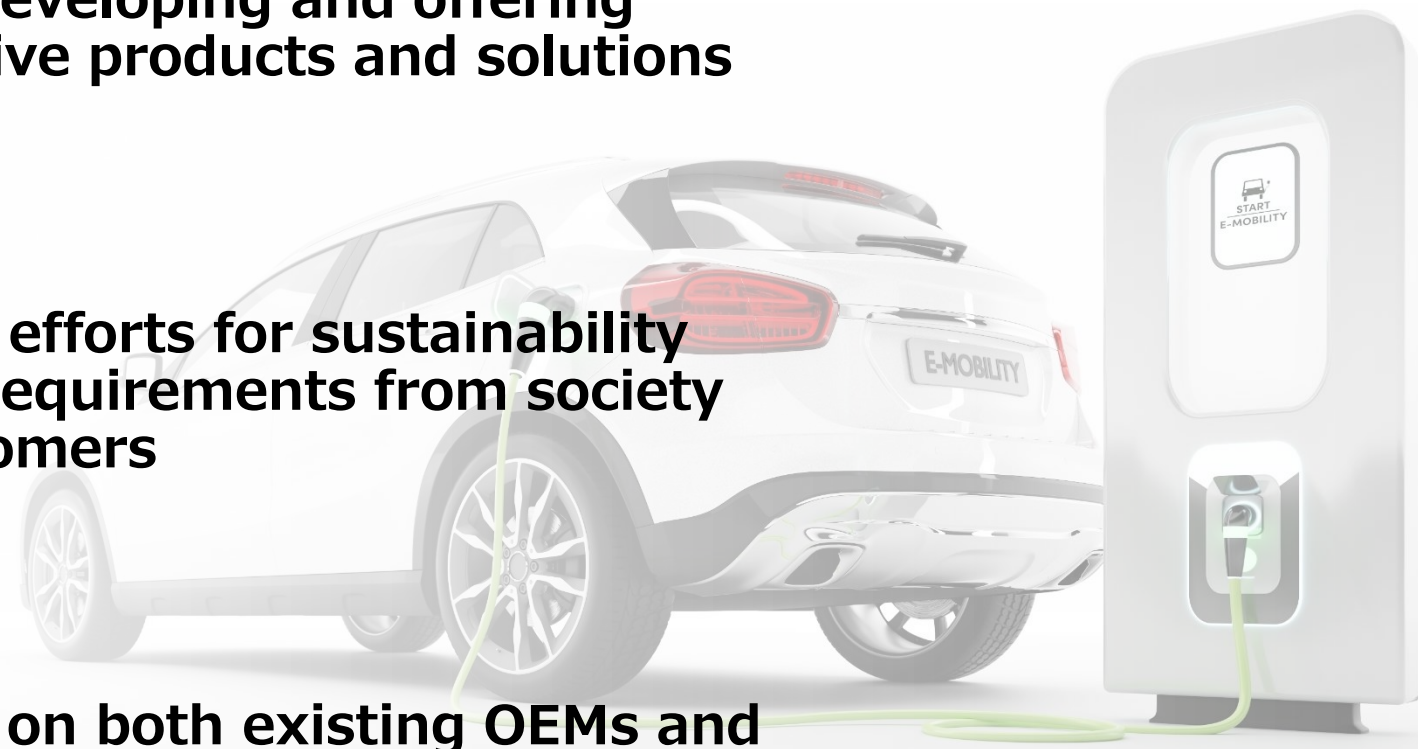 eveloping and offering
ive products and solutions
START
E-MOBILITY
efforts for sustainability
equirements from society
E-MOBILITY
omers
on both existing OEMs and